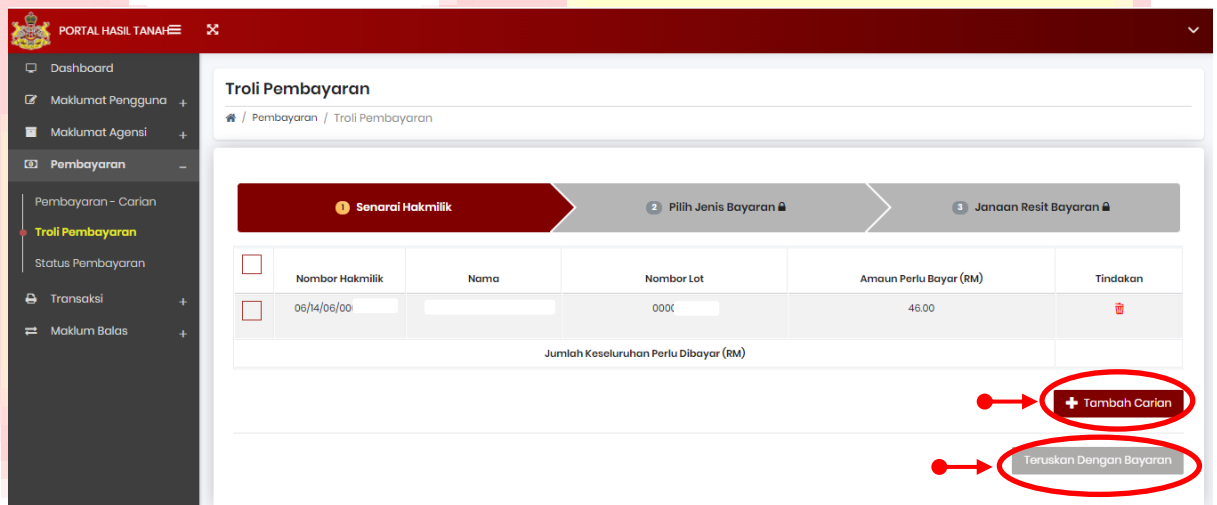 PORTAL HASIL TANAH
Dashboard
Maklumat Pengguna +
Maklumat Agensi +
Pembayaran -
Pembayaran - Carian
Troli Pembayaran
Status Pembayaran
Transaksi +
Maklum Balas +
Troli Pembayaran
/ Pembayaran / Troli Pembayaran
1 Senarai Hakmilik
2 Pilih Jenis Bayaran
3 Janaan Resit Bayaran
Nombor Hakmilik Nama Nombor Lot Amaun Perlu Bayar (RM) Tindakan
06/14/06/00 0000 46.00
Jumlah Keseluruhan Perlu Dibayar (RM)
+ Tambah Carian
Teruskan Dengan Bayaran